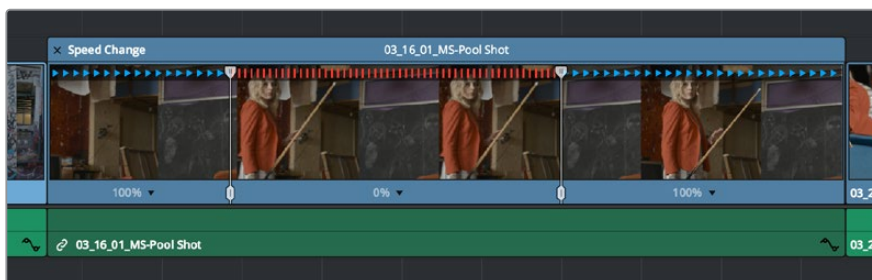 × Speed Change 03_16_01_MS-Pool Shot
100% ▼ 0% ▼ 100% ▼ 03_2
03_16_01_MS-Pool Shot 03_2